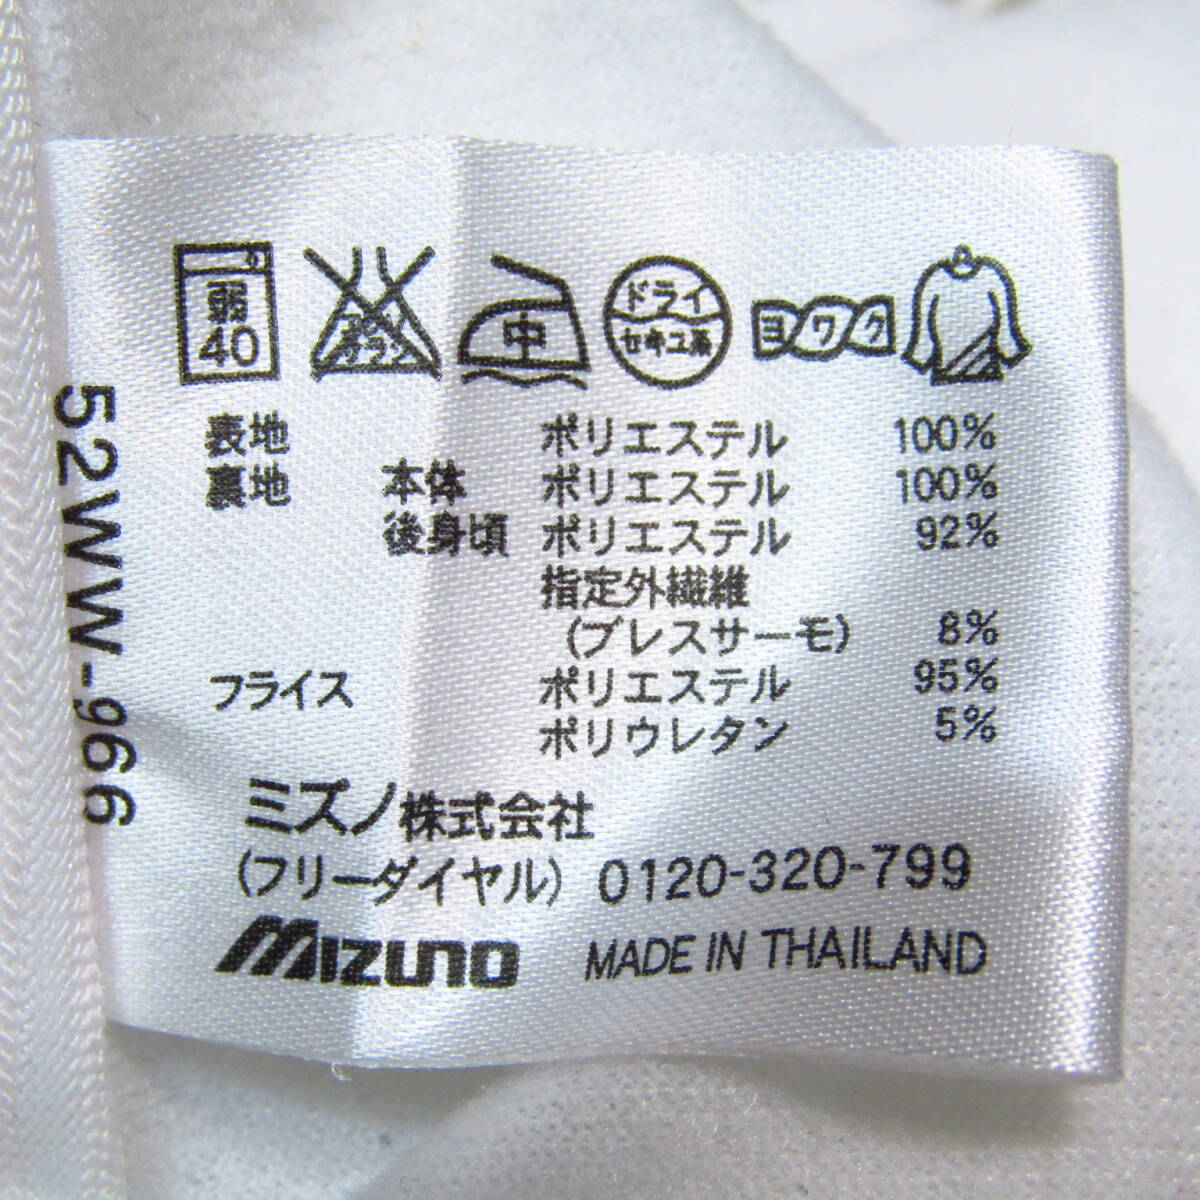 弱
40
エンソサラシ
中
ドライ
セキユ系
ヨワク
52WW-966
表地 ポリエステル 100%
裏地 本体 ポリエステル 100%
後身頃 ポリエステル 92%
指定外繊維
(ブレスサーモ) 8%
フライス ポリエステル 95%
ポリウレタン 5%
ミズノ株式会社
(フリーダイヤル) 0120-320-799
MIZUNO MADE IN THAILAND